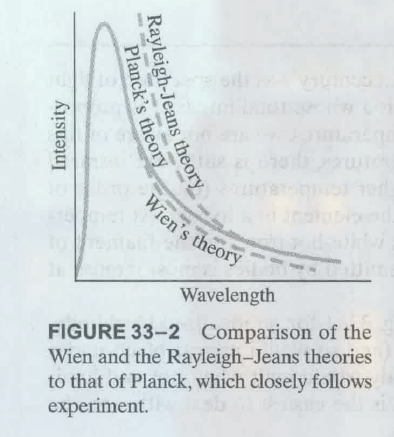 Rayleigh-Jeans theory
Planck's theory
Intensity
Wien's theory
Wavelength
FIGURE 33–2 Comparison of the
Wien and the Rayleigh–Jeans theories
to that of Planck, which closely follows
experiment.